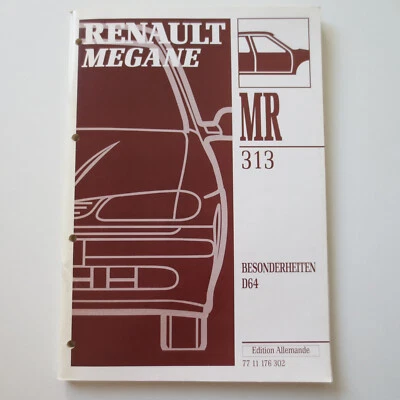 RENAULT
MEGANE
MR
313
BESONDERHEITEN
D64
Edition Allemande
77 11 176 302